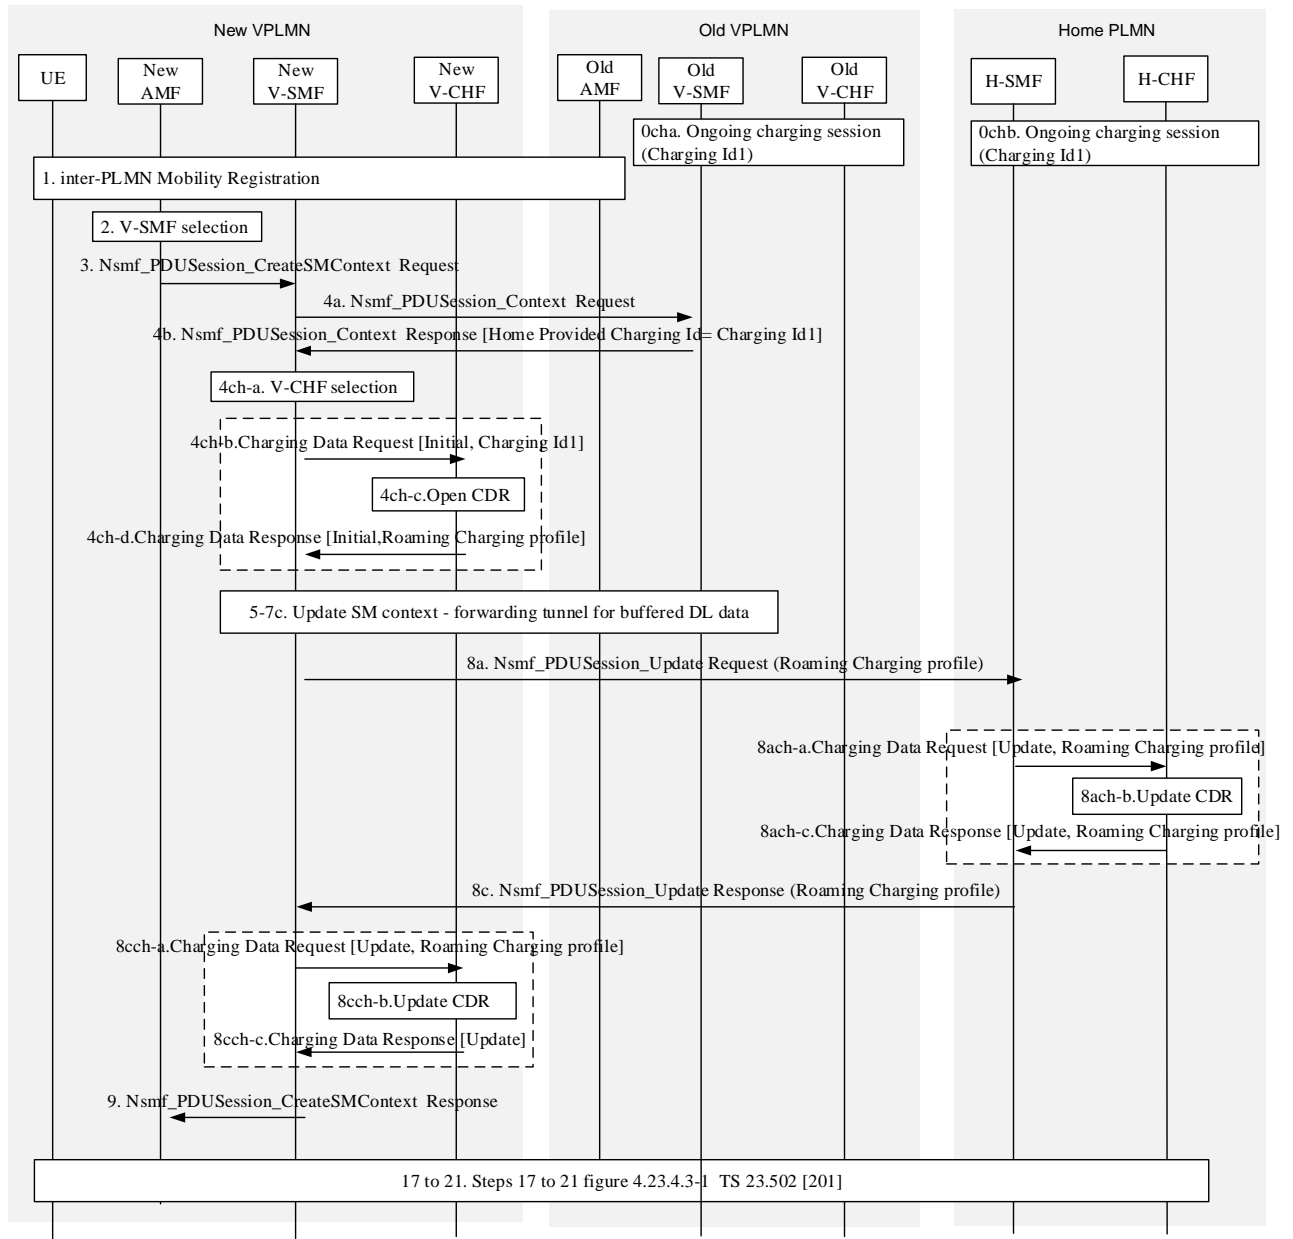 New VPLMN
Old VPLMN
Home PLMN
UE
New
AMF
New
V-SMF
New
V-CHF
Old
AMF
Old
V-SMF
Old
V-CHF
H-SMF
H-CHF
0cha. Ongoing charging session
(Charging Id1)
0chb. Ongoing charging session
(Charging Id1)
1. inter-PLMN Mobility Registration
2. V-SMF selection
3. Nsmf_PDUSession_CreateSMContext Request
4a. Nsmf_PDUSession_Context Request
4b. Nsmf_PDUSession_Context Response [Home Provided Charging Id= Charging Id1]
4ch-a. V-CHF selection
4ch-b.Charging Data Request [Initial, Charging Id1]
4ch-c.Open CDR
4ch-d.Charging Data Response [Initial,Roaming Charging profile]
5-7c. Update SM context - forwarding tunnel for buffered DL data
8a. Nsmf_PDUSession_Update Request (Roaming Charging profile)
8ach-a.Charging Data Request [Update, Roaming Charging profile]
8ach-b.Update CDR
8ach-c.Charging Data Response [Update, Roaming Charging profile]
8c. Nsmf_PDUSession_Update Response (Roaming Charging profile)
8cch-a.Charging Data Request [Update, Roaming Charging profile]
8cch-b.Update CDR
8cch-c.Charging Data Response [Update]
9. Nsmf_PDUSession_CreateSMContext Response
17 to 21. Steps 17 to 21 figure 4.23.4.3-1 TS 23.502 [201]